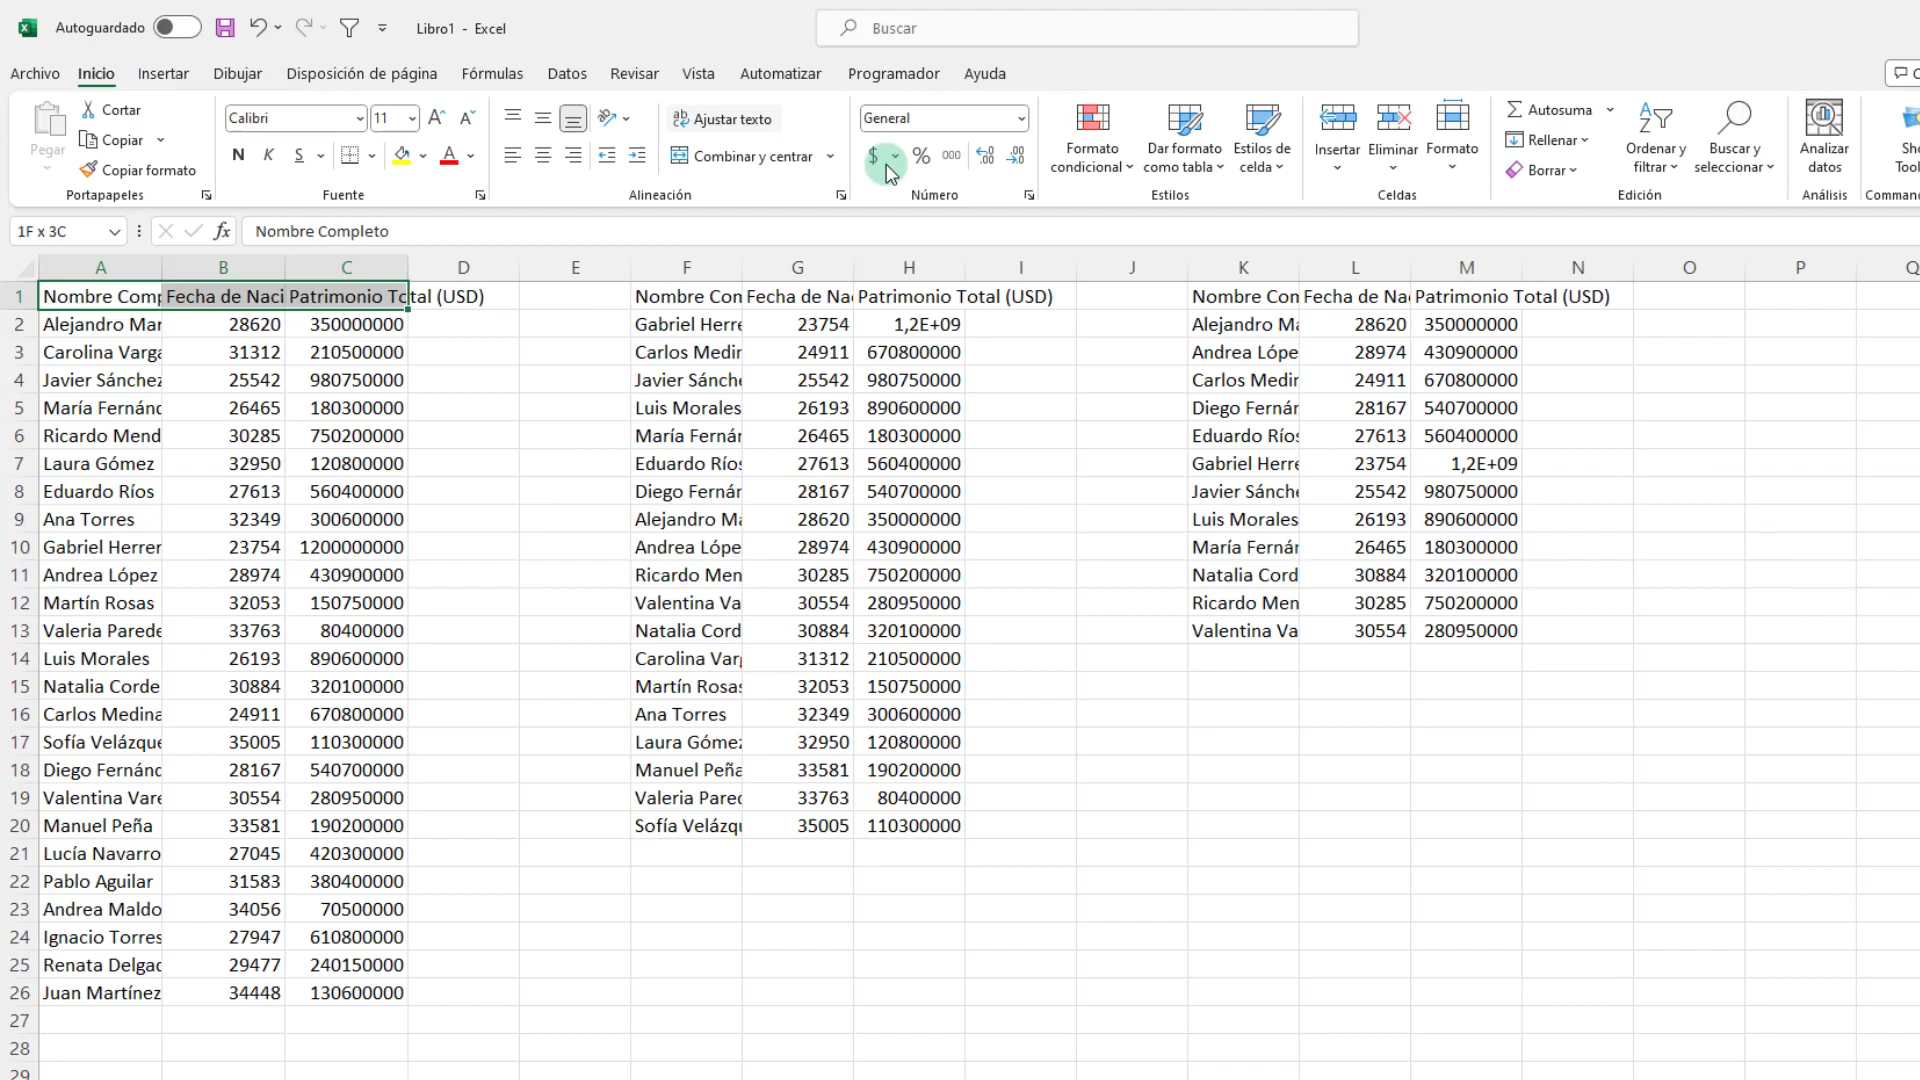 Autoguardado
Libro1 - Excel
Buscar
Archivo Inicio Insertar Dibujar Disposición de página Fórmulas Datos Revisar Vista Automatizar Programador Ayuda
Pegar
Cortar
Copiar
Copiar formato
Portapapeles
Calibri 11
N K S
Fuente
Ajustar texto
Combinar y centrar
Alineación
General
$ % 000
Número
Formato condicional
Dar formato como tabla
Estilos de celda
Estilos
Insertar
Eliminar
Formato
Celdas
Autosuma
Rellenar
Borrar
Ordenar y filtrar
Buscar y seleccionar
Edición
Analizar datos
Análisis
1F x 3C fx Nombre Completo
A B C D E F G H I J K L M N O P Q
1 Nombre Comp Fecha de Naci Patrimonio Total (USD) Nombre Con Fecha de Na Patrimonio Total (USD) Nombre Con Fecha de Na Patrimonio Total (USD)
2 Alejandro Mar 28620 350000000 Gabriel Herre 23754 1,2E+09 Alejandro Ma 28620 350000000
3 Carolina Varga 31312 210500000 Carlos Medin 24911 670800000 Andrea Lópe 28974 430900000
4 Javier Sánchez 25542 980750000 Javier Sánche 25542 980750000 Carlos Medin 24911 670800000
5 María Fernánd 26465 180300000 Luis Morales 26193 890600000 Diego Fernán 28167 540700000
6 Ricardo Mend 30285 750200000 María Fernán 26465 180300000 Eduardo Ríos 27613 560400000
7 Laura Gómez 32950 120800000 Eduardo Ríos 27613 560400000 Gabriel Herre 23754 1,2E+09
8 Eduardo Ríos 27613 560400000 Diego Fernán 28167 540700000 Javier Sánche 25542 980750000
9 Ana Torres 32349 300600000 Alejandro Ma 28620 350000000 Luis Morales 26193 890600000
10 Gabriel Herrer 23754 1200000000 Andrea Lópe 28974 430900000 María Fernán 26465 180300000
11 Andrea López 28974 430900000 Ricardo Men 30285 750200000 Natalia Cord 30884 320100000
12 Martín Rosas 32053 150750000 Valentina Va 30554 280950000 Ricardo Men 30285 750200000
13 Valeria Parede 33763 80400000 Natalia Cord 30884 320100000 Valentina Va 30554 280950000
14 Luis Morales 26193 890600000 Carolina Varg 31312 210500000
15 Natalia Corde 30884 320100000 Martín Rosas 32053 150750000
16 Carlos Medina 24911 670800000 Ana Torres 32349 300600000
17 Sofía Velázque 35005 110300000 Laura Gómez 32950 120800000
18 Diego Fernánd 28167 540700000 Manuel Peña 33581 190200000
19 Valentina Vare 30554 280950000 Valeria Pared 33763 80400000
20 Manuel Peña 33581 190200000 Sofía Velázqu 35005 110300000
21 Lucía Navarro 27045 420300000
22 Pablo Aguilar 31583 380400000
23 Andrea Maldo 34056 70500000
24 Ignacio Torres 27947 610800000
25 Renata Delgad 29477 240150000
26 Juan Martínez 34448 130600000
27
28
29